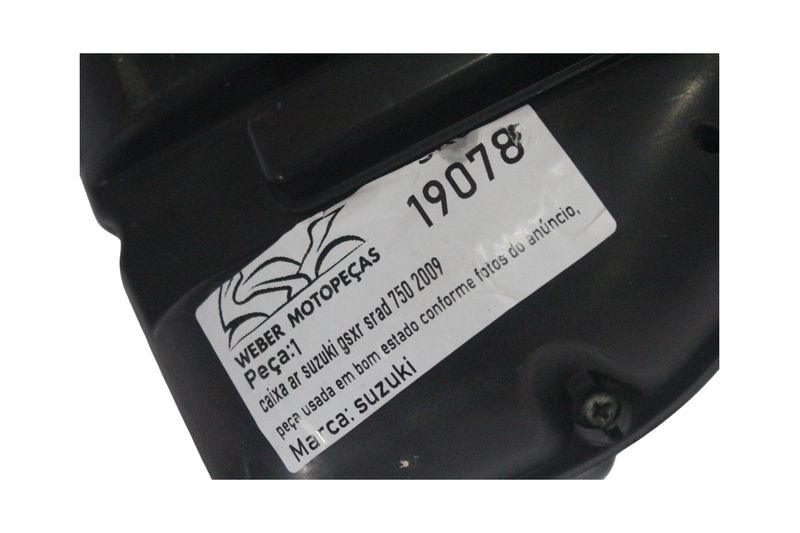 19078
WEBER MOTOPEÇAS
Peça:1
caixa ar suzuki gsxr srad 750 2009
peça usada em bom estado conforme fotos do anúncio,
Marca: suzuki